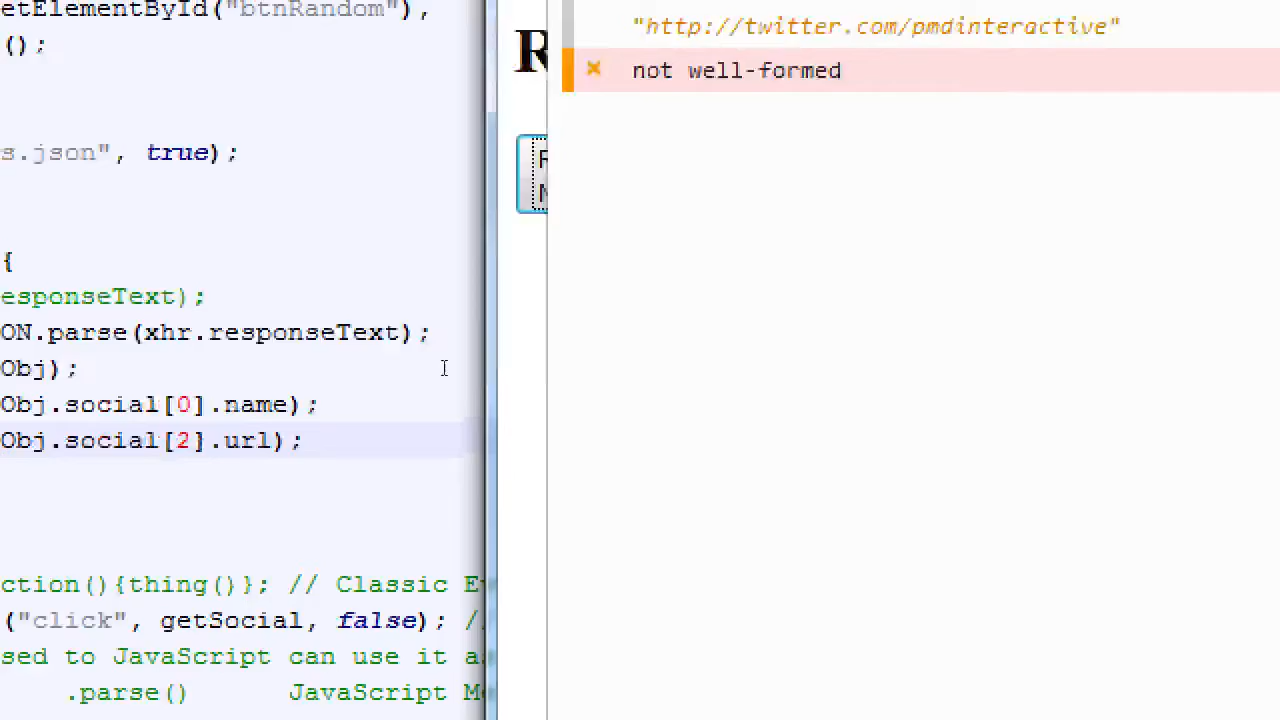 etElementById("btnRandom"),
();
s.json", true);
{
esponseText);
ON.parse(xhr.responseText);
Obj);
Obj.social[0].name);
Obj.social[2].url);
ction(){thing()}; // Classic E
("click", getSocial, false); //
sed to JavaScript can use it a
.parse() JavaScript M
R
"http://twitter.com/pmdinteractive"
not well-formed